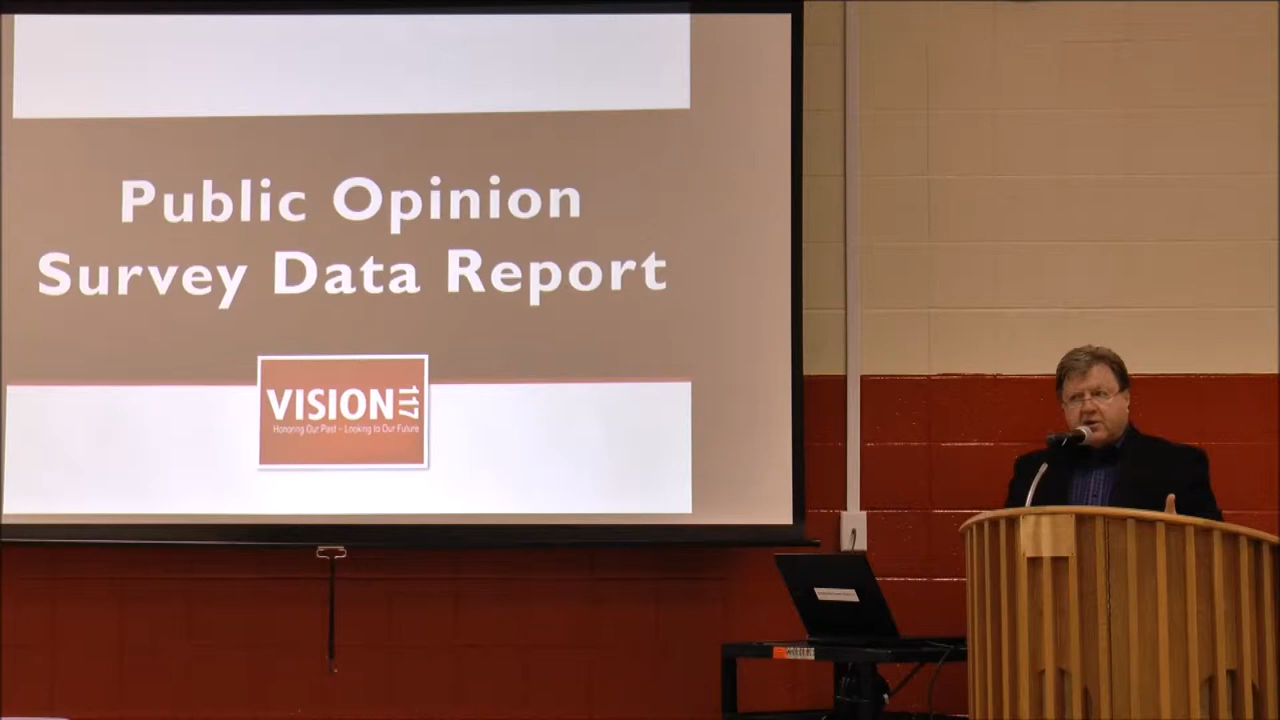 Public Opinion
Survey Data Report
VISION 117
Honoring Our Past – Looking to Our Future